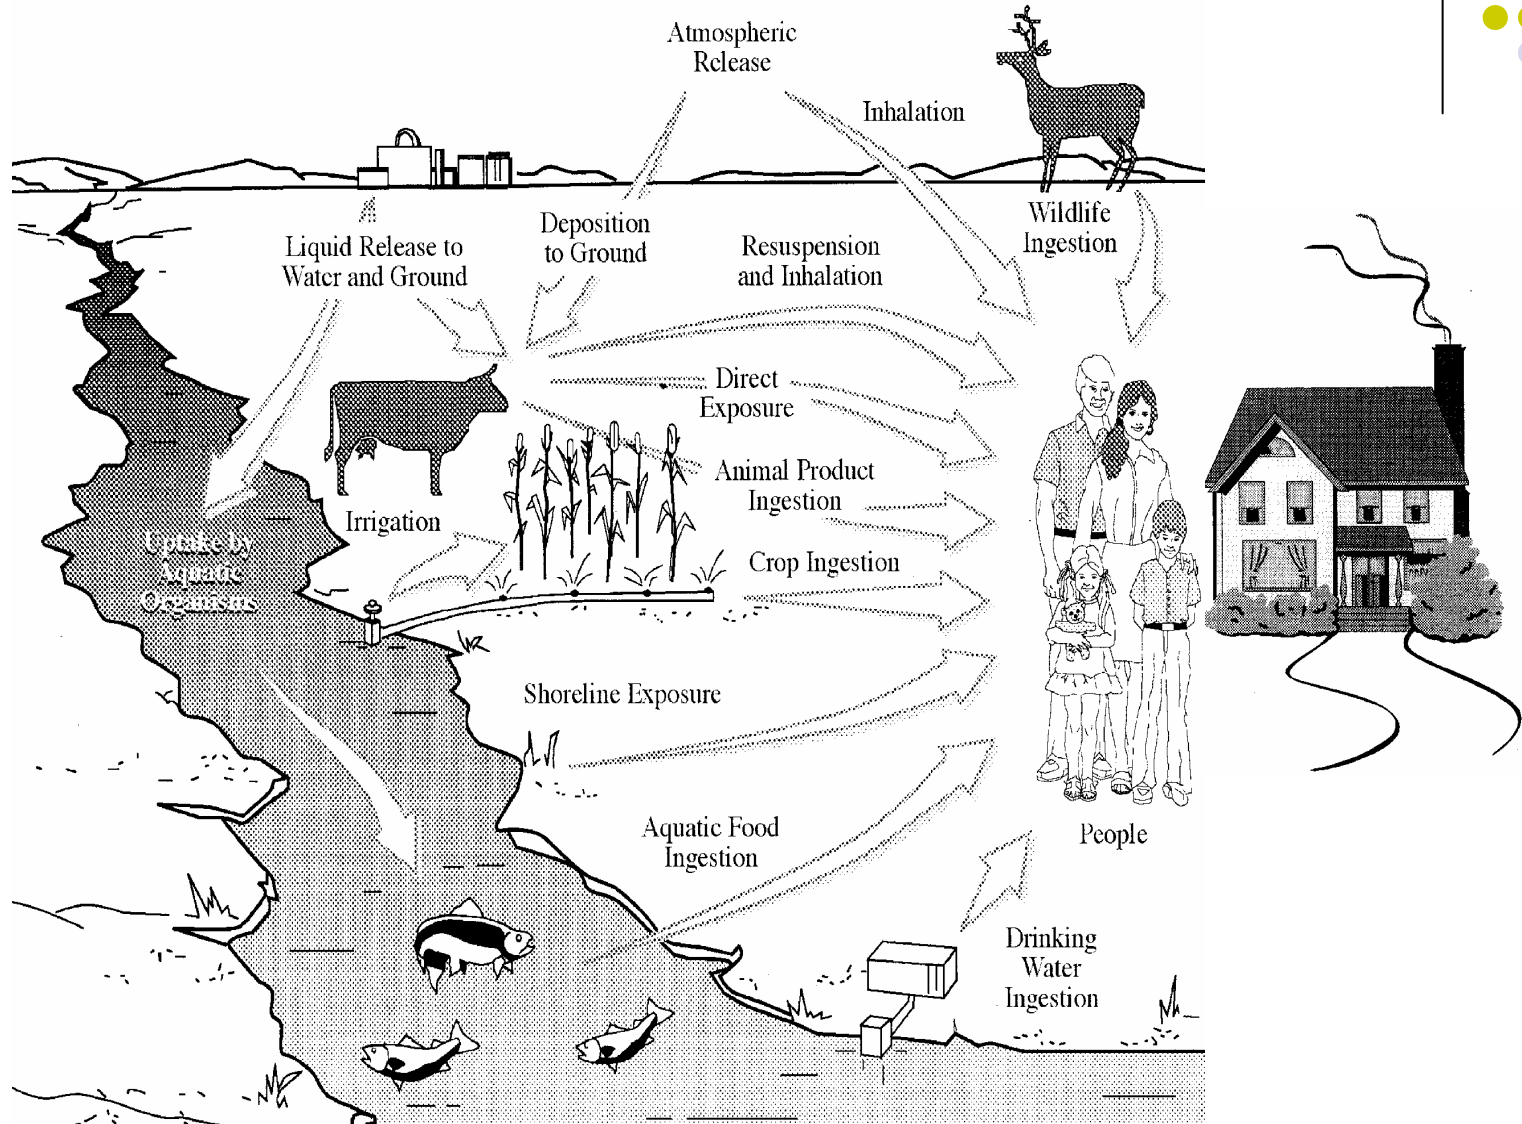 Atmospheric
Release
Inhalation
Wildlife
Ingestion
Deposition
to Ground
Liquid Release to
Water and Ground
Resuspension
and Inhalation
Direct
Exposure
Animal Product
Ingestion
Irrigation
Uptake by
Aquatic
Organisms
Crop Ingestion
Shoreline Exposure
Aquatic Food
Ingestion
People
Drinking
Water
Ingestion